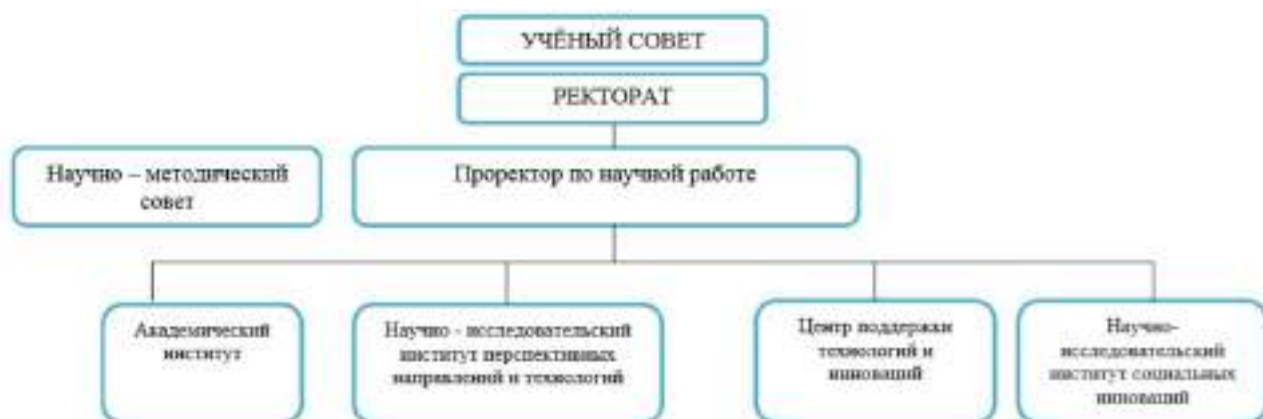 УЧЁНЫЙ СОВЕТ
РЕКТОРАТ
Научно – методический
совет
Проректор по научной работе
Академический
институт
Научно - исследовательский
институт перспективных
направлений и технологий
Центр поддержки
технологий и
инноваций
Научно-
исследовательский
институт социальных
инноваций